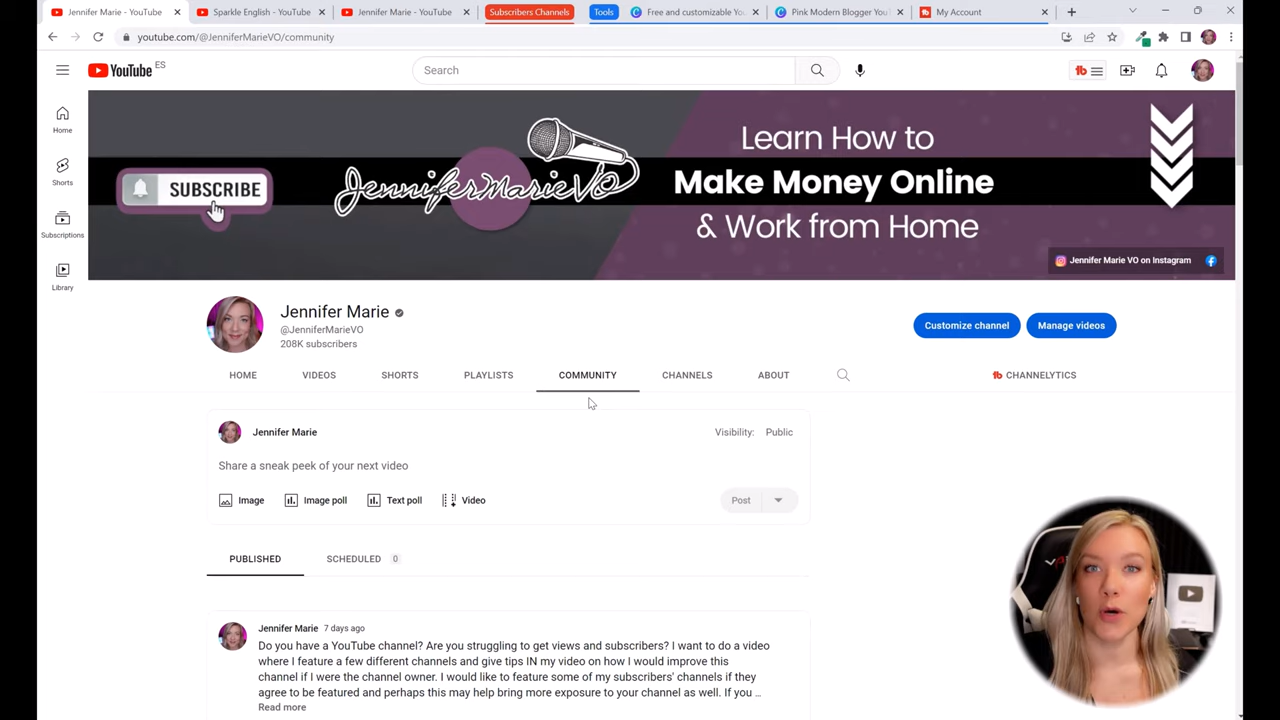 Jennifer Marie - YouTube
Sparkle English - YouTube
Jennifer Marie - YouTube
Subscribers Channels
Tools
Free and customizable Yo
Pink Modern Blogger You
My Account
youtube.com/@JenniferMarieVO/community
YouTube ES
Search
Home
Shorts
Subscriptions
Library
SUBSCRIBE
JenniferMarieVO
Learn How to
Make Money Online
& Work from Home
Jennifer Marie VO on Instagram
Jennifer Marie
@JenniferMarieVO
208K subscribers
Customize channel
Manage videos
HOME
VIDEOS
SHORTS
PLAYLISTS
COMMUNITY
CHANNELS
ABOUT
CHANNELYTICS
Jennifer Marie
Visibility: Public
Share a sneak peek of your next video
Image
Image poll
Text poll
Video
Post
PUBLISHED
SCHEDULED 0
Jennifer Marie 7 days ago
Do you have a YouTube channel? Are you struggling to get views and subscribers? I want to do a video
where I feature a few different channels and give tips IN my video on how I would improve this
channel if I were the channel owner. I would like to feature some of my subscribers' channels if they
agree to be featured and perhaps this may help bring more exposure to your channel as well. If you ...
Read more